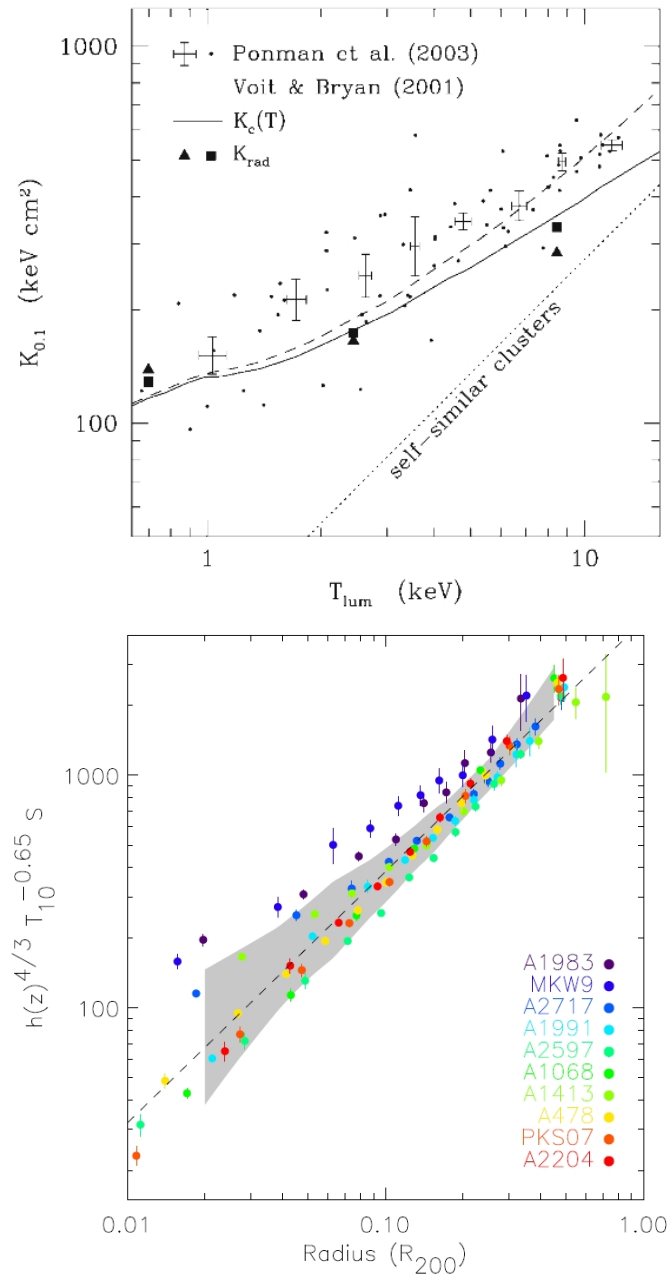 1000
Ponman et al. (2003)
Voit & Bryan (2001)
K_c(T)
K_rad
K_0.1 (keV cm²)
100
self-similar clusters
1
10
T_lum (keV)
h(z)^4/3 T_10^-0.65 S
1000
100
A1983
MKW9
A2717
A1991
A2597
A1068
A1413
A478
PKS07
A2204
0.01
0.10
1.00
Radius (R_200)